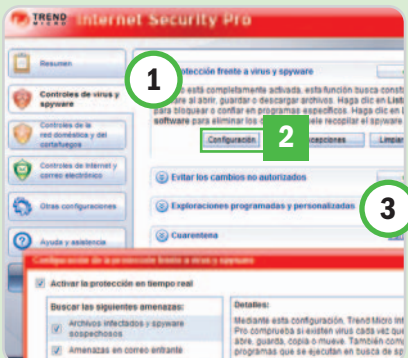 TREND MICRO Internet Security Pro
Resumen
Controles de virus y spyware
Controles de la red doméstica y del cortafuegos
Controles de Internet y correo electrónico
Otras configuraciones
Ayuda y asistencia
1
Protección frente a virus y spyware
está completamente activada, esta función busca
al abrir, guardar o descargar archivos. Haga clic en
para bloquear o confiar en programas específicos. Haga clic en
software para eliminar los recopilar el spyware
Configuración
2
Limpiar
Evitar los cambios no autorizados
Exploraciones programadas y personalizadas
3
Cuarentena
Configuración de la protección frente a virus y spyware
Activar la protección en tiempo real
Buscar las siguientes amenazas:
Archivos infectados y spyware sospechosos
Amenazas en correo entrante
Detalles:
Mediante esta configuración, Trend Micro
Pro comprueba si existen virus cada vez que
abre, guarda, copia o mueve. También
programas que se ejecutan en busca de